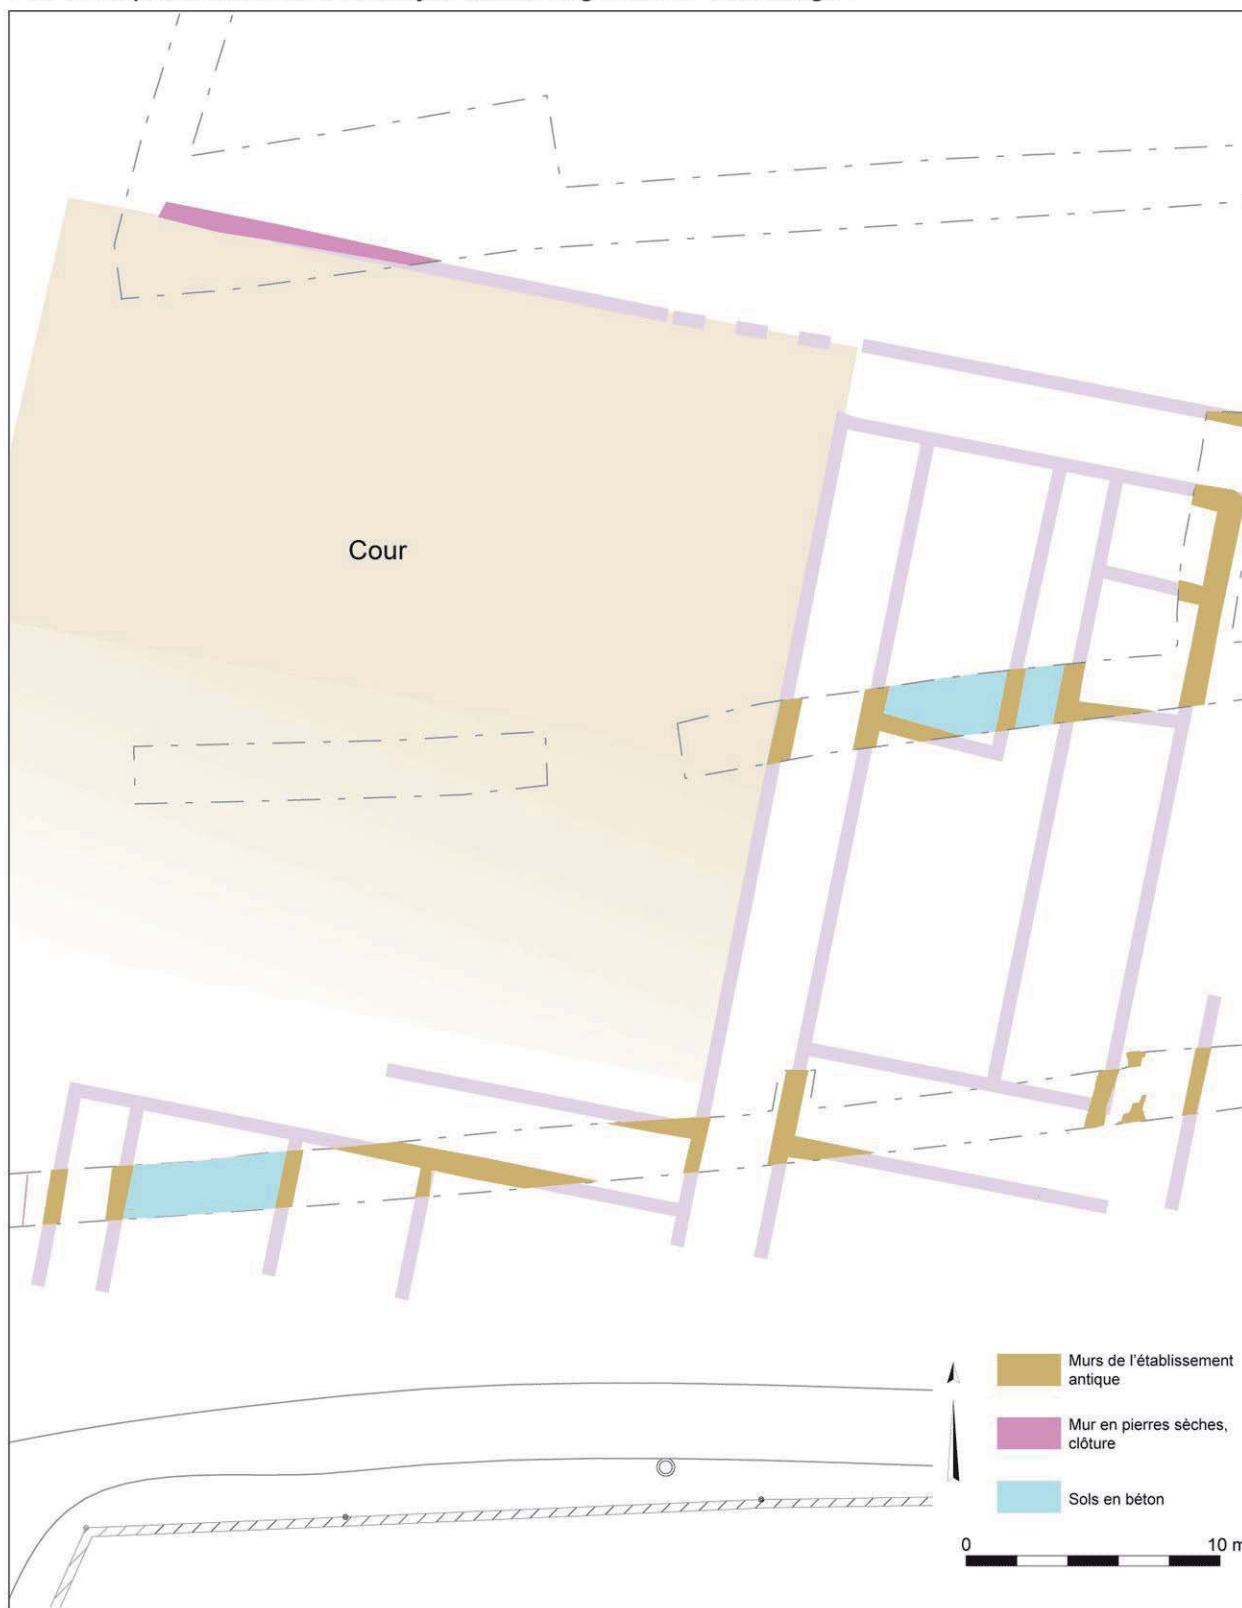 Cour
Murs de l'établissement
antique
Mur en pierres sèches,
clôture
Sols en béton
0 10 m